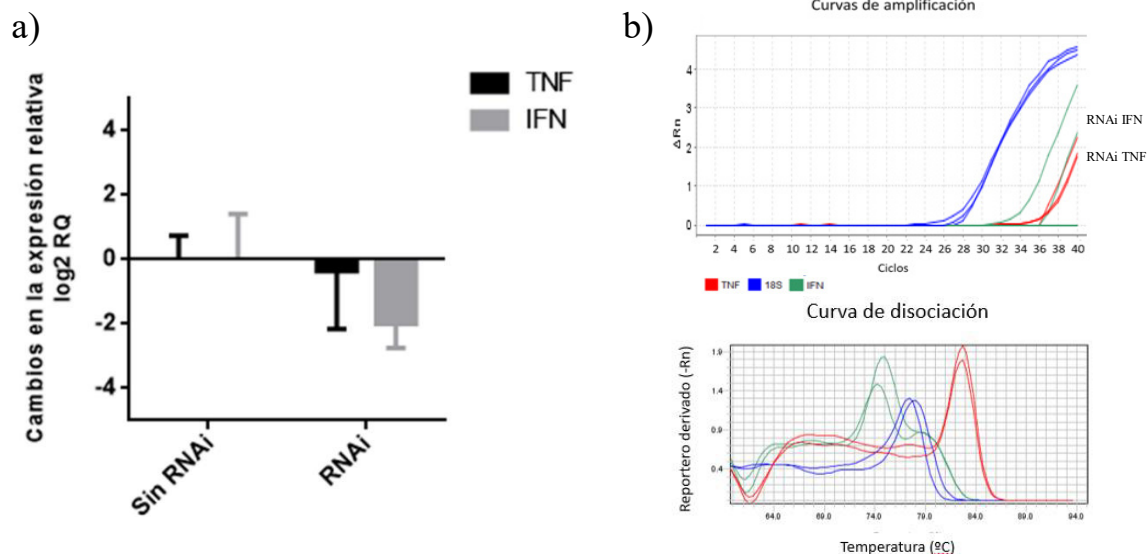 a)
TNF
IFN
Cambios en la expresión relativa
log2 RQ
4
2
0
-2
-4
Sin RNAi
RNAi
b)
Curvas de amplificación
ΔRn
4
3
2
1
0
RNAi IFN
RNAi TNF
2 4 6 8 10 12 14 16 18 20 22 24 26 28 30 32 34 36 38 40
Ciclos
TNF 18S IFN
Curva de disociación
Reportero derivado (-Rn)
1.9
1.4
0.9
0.4
64.0 69.0 74.0 79.0 84.0 89.0 94.0
Temperatura (ºC)